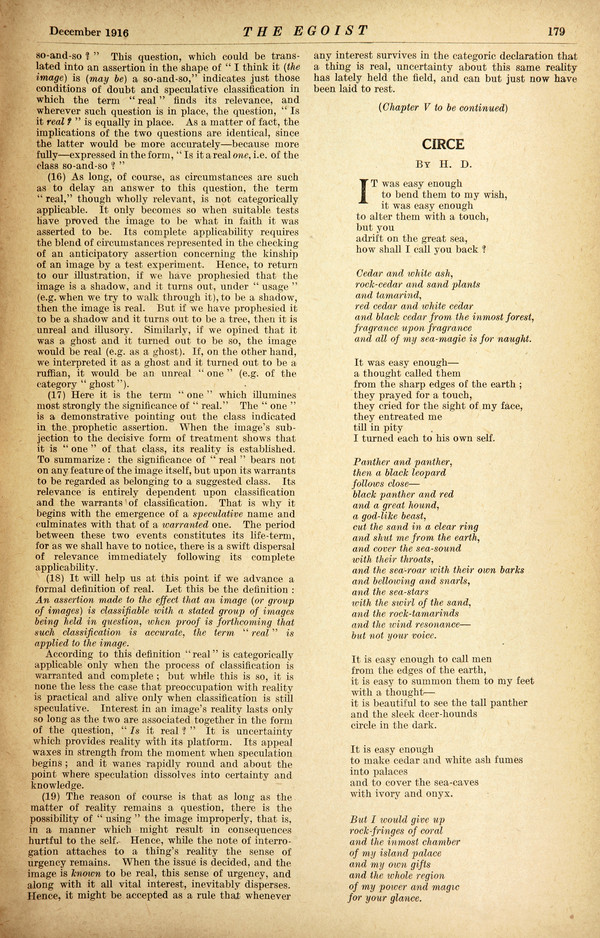 December 1916
THE EGOIST
179
so-and-so ? " This question, which could be trans-
lated into an assertion in the shape of " I think it (the
image) is (may be) a so-and-so," indicates just those
conditions of doubt and speculative classification in
which the term " real " finds its relevance, and
wherever such question is in place, the question, " Is
it real ? " is equally in place. As a matter of fact, the
implications of the two questions are identical, since
the latter would be more accurately—because more
fully—expressed in the form, " Is it a real one, i.e. of the
class so-and-so ? "
(16) As long, of course, as circumstances are such
as to delay an answer to this question, the term
" real," though wholly relevant, is not categorically
applicable. It only becomes so when suitable tests
have proved the image to be what in faith it was
asserted to be. Its complete applicability requires
the blend of circumstances represented in the checking
of an anticipatory assertion concerning the kinship
of an image by a test experiment. Hence, to return
to our illustration, if we have prophesied that the
image is a shadow, and it turns out, under " usage "
(e.g. when we try to walk through it), to be a shadow,
then the image is real. But if we have prophesied it
to be a shadow and it turns out to be a tree, then it is
unreal and illusory. Similarly, if we opined that it
was a ghost and it turned out to be so, the image
would be real (e.g. as a ghost). If, on the other hand,
we interpreted it as a ghost and it turned out to be a
ruffian, it would be an unreal " one " (e.g. of the
category " ghost ").
(17) Here it is the term " one " which illumines
most strongly the significance of " real." The " one "
is a demonstrative pointing out the class indicated
in the prophetic assertion. When the image's sub-
jection to the decisive form of treatment shows that
it is " one " of that class, its reality is established.
To summarize : the significance of " real " bears not
on any feature of the image itself, but upon its warrants
to be regarded as belonging to a suggested class. Its
relevance is entirely dependent upon classification
and the warrants of classification. That is why it
begins with the emergence of a speculative name and
culminates with that of a warranted one. The period
between these two events constitutes its life-term,
for as we shall have to notice, there is a swift dispersal
of relevance immediately following its complete
applicability.
(18) It will help us at this point if we advance a
formal definition of real. Let this be the definition :
An assertion made to the effect that an image (or group
of images) is classifiable with a stated group of images
being held in question, when proof is forthcoming that
such classification is accurate, the term " real " is
applied to the image.
According to this definition " real " is categorically
applicable only when the process of classification is
warranted and complete ; but while this is so, it is
none the less the case that preoccupation with reality
is practical and alive only when classification is still
speculative. Interest in an image's reality lasts only
so long as the two are associated together in the form
of the question, " Is it real ? " It is uncertainty
which provides reality with its platform. Its appeal
waxes in strength from the moment when speculation
begins ; and it wanes rapidly round and about the
point where speculation dissolves into certainty and
knowledge.
(19) The reason of course is that as long as the
matter of reality remains a question, there is the
possibility of " using " the image improperly, that is,
in a manner which might result in consequences
hurtful to the self. Hence, while the note of interro-
gation attaches to a thing's reality the sense of
urgency remains. When the issue is decided, and the
image is known to be real, this sense of urgency, and
along with it all vital interest, inevitably disperses.
Hence, it might be accepted as a rule that whenever
any interest survives in the categoric declaration that
a thing is real, uncertainty about this same reality
has lately held the field, and can but just now have
been laid to rest.
(Chapter V to be continued)
CIRCE
BY H. D.
IT was easy enough
to bend them to my wish,
it was easy enough
to alter them with a touch,
but you
adrift on the great sea,
how shall I call you back ?
Cedar and white ash,
rock-cedar and sand plants
and tamarind,
red cedar and white cedar
and black cedar from the inmost forest,
fragrance upon fragrance
and all of my sea-magic is for naught.
It was easy enough—
a thought called them
from the sharp edges of the earth ;
they prayed for a touch,
they cried for the sight of my face,
they entreated me
till in pity
I turned each to his own self.
Panther and panther,
then a black leopard
follows close—
black panther and red
and a great hound,
a god-like beast,
cut the sand in a clear ring
and shut me from the earth,
and cover the sea-sound
with their throats,
and the sea-roar with their own barks
and bellowing and snarls,
and the sea-stars
with the swirl of the sand,
and the rock-tamarinds
and the wind resonance—
but not your voice.
It is easy enough to call men
from the edges of the earth,
it is easy to summon them to my feet
with a thought—
it is beautiful to see the tall panther
and the sleek deer-hounds
circle in the dark.
It is easy enough
to make cedar and white ash fumes
into palaces
and to cover the sea-caves
with ivory and onyx.
But I would give up
rock-fringes of coral
and the inmost chamber
of my island palace
and my own gifts
and the whole region
of my power and magic
for your glance.